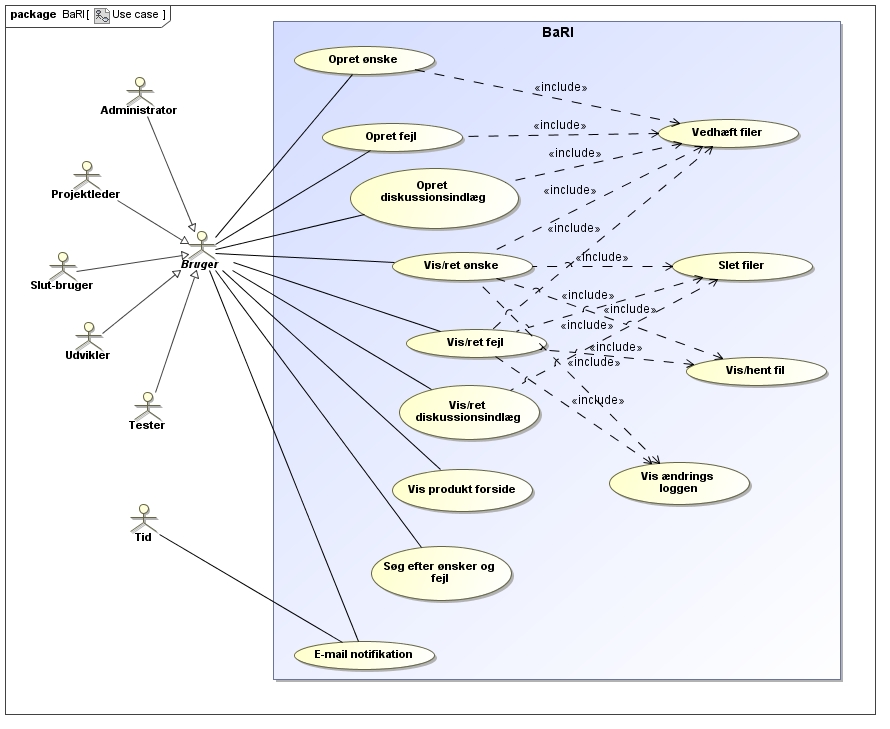 package BaRI [ Use case ]
BaRI
Administrator
Projektleder
Slut-bruger
Udvikler
Tester
Tid
Bruger
Opret ønske
Opret fejl
Opret
diskussionsindlæg
Vis/ret ønske
Vis/ret fejl
Vis/ret
diskussionsindlæg
Vis produkt forside
Søg efter ønsker og
fejl
E-mail notifikation
«include»
«include»
«include»
«include»
«include»
«include»
«include»
«include»
«include»
«include»
«include»
«include»
Vedhæft filer
Slet filer
Vis/hent fil
Vis ændrings
loggen